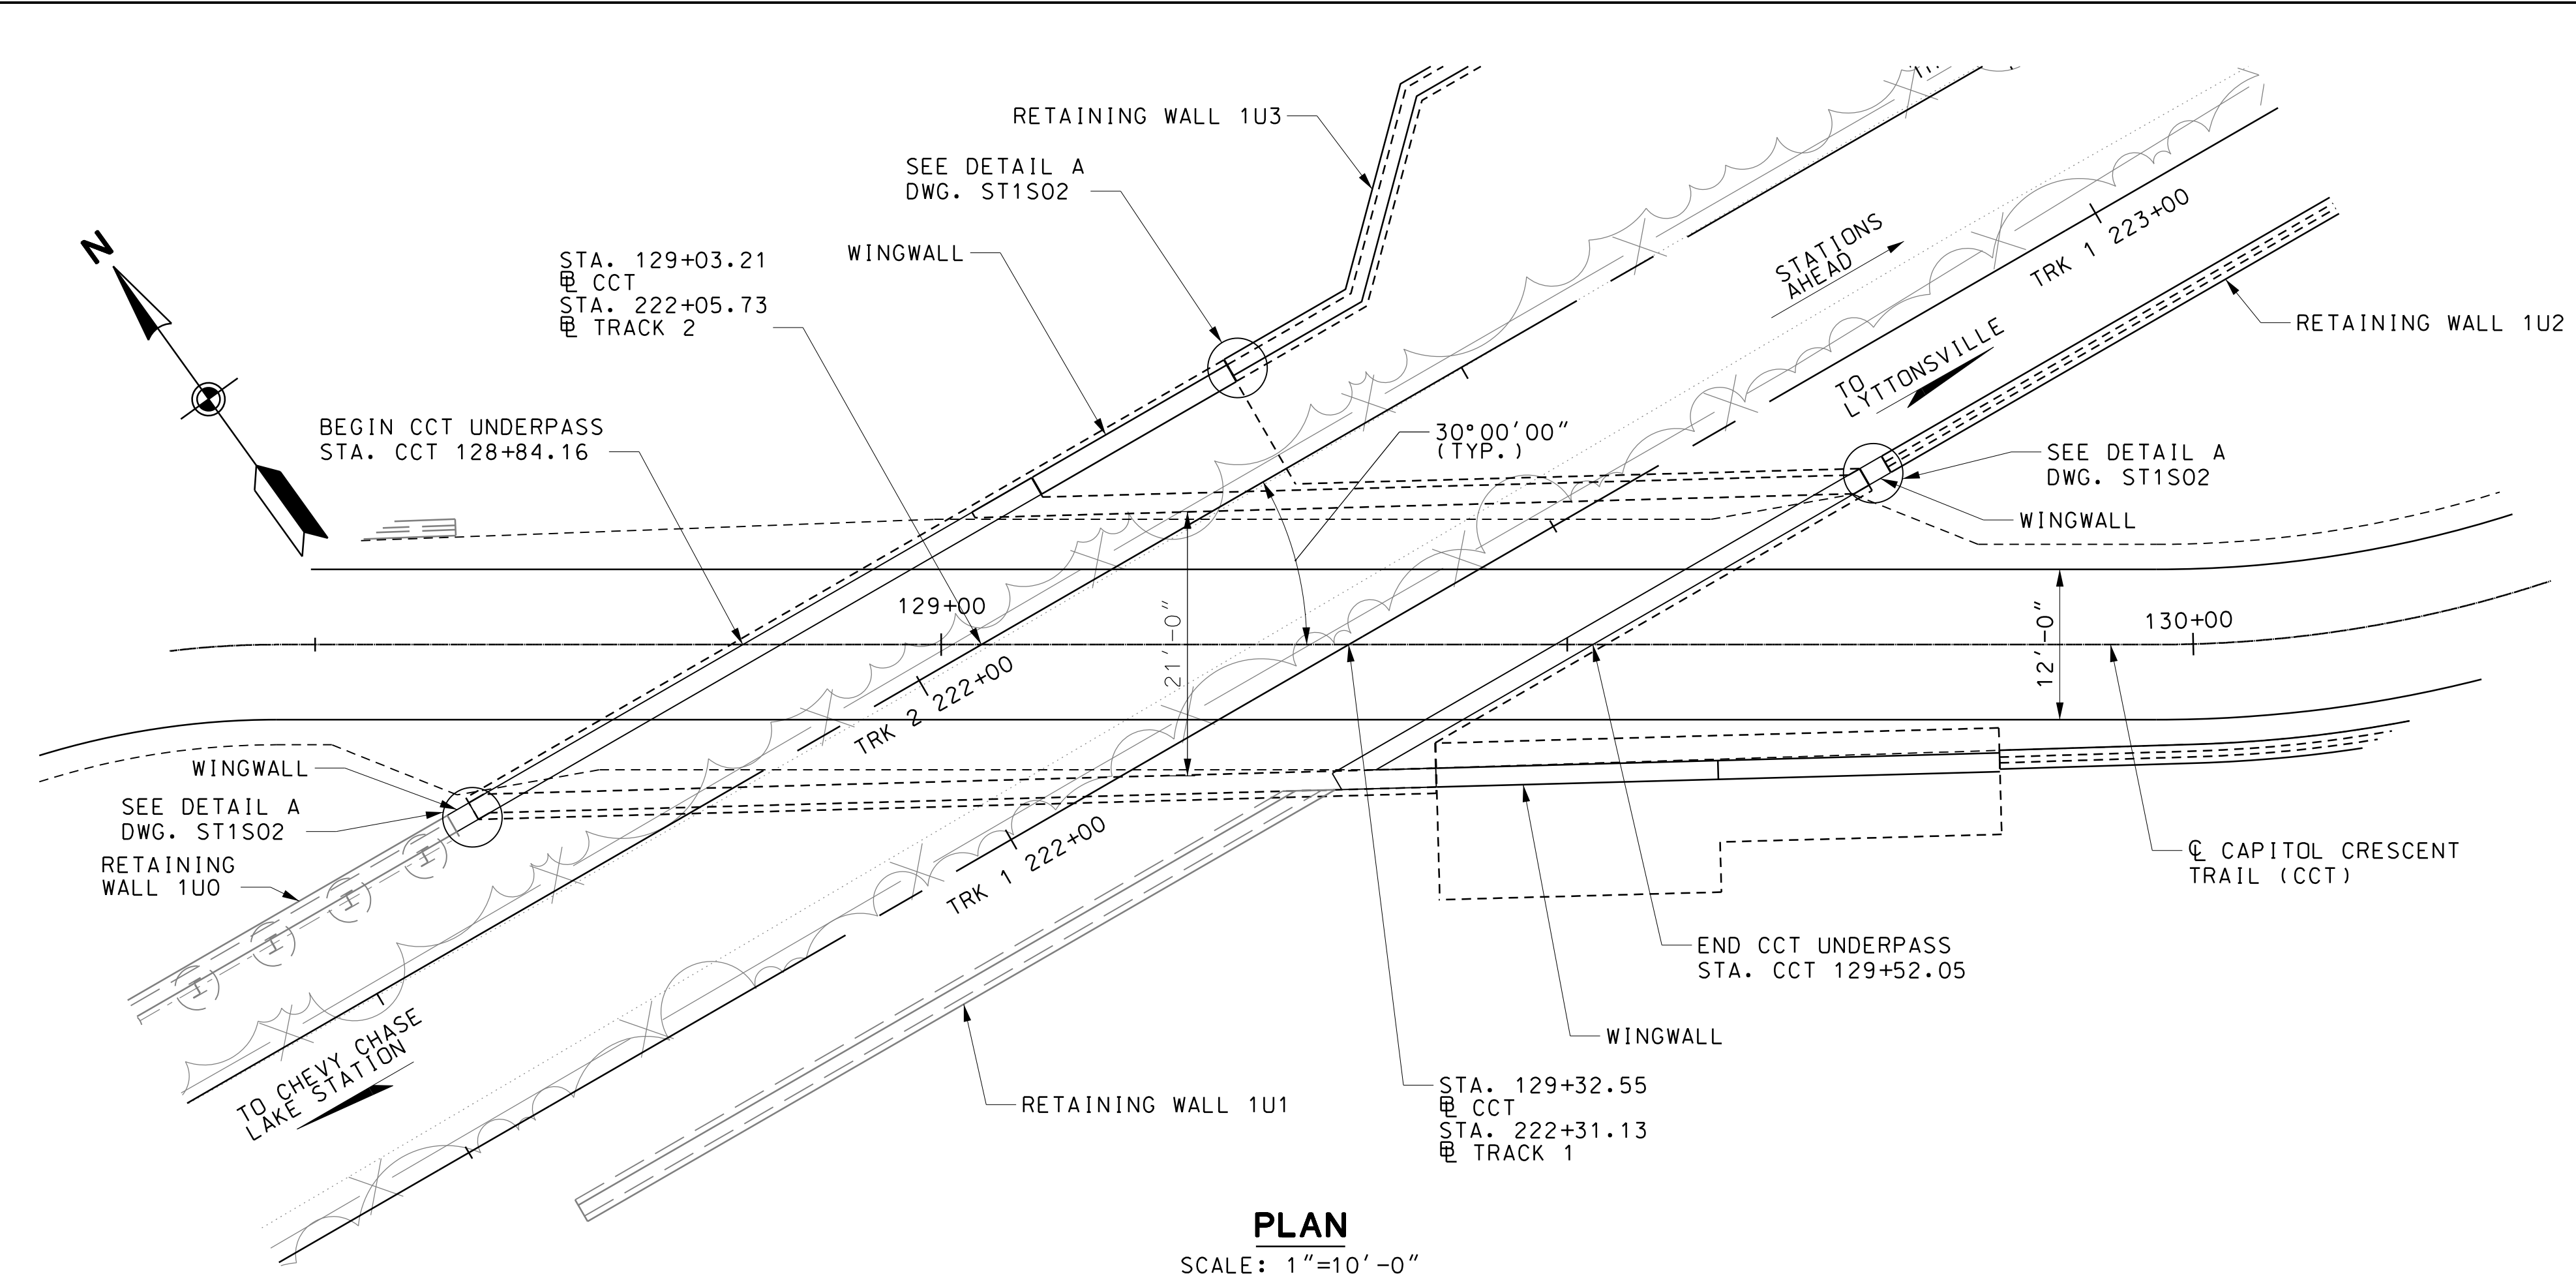 RETAINING WALL 1U3
SEE DETAIL A
DWG. ST1S02
N
STA. 129+03.21
℄ CCT
STA. 222+05.73
℄ TRACK 2
WINGWALL
STATIONS
AHEAD
TRK 1 223+00
RETAINING WALL 1U2
TO
LYTTONSVILLE
BEGIN CCT UNDERPASS
STA. CCT 128+84.16
30°00'00"
(TYP.)
SEE DETAIL A
DWG. ST1S02
WINGWALL
129+00
21'-0"
12'-0"
130+00
TRK 2 222+00
WINGWALL
SEE DETAIL A
DWG. ST1S02
RETAINING
WALL 1U0
TRK 1 222+00
℄ CAPITOL CRESCENT
TRAIL (CCT)
END CCT UNDERPASS
STA. CCT 129+52.05
WINGWALL
TO CHEVY CHASE
LAKE STATION
RETAINING WALL 1U1
STA. 129+32.55
℄ CCT
STA. 222+31.13
℄ TRACK 1
PLAN
SCALE: 1"=10'-0"